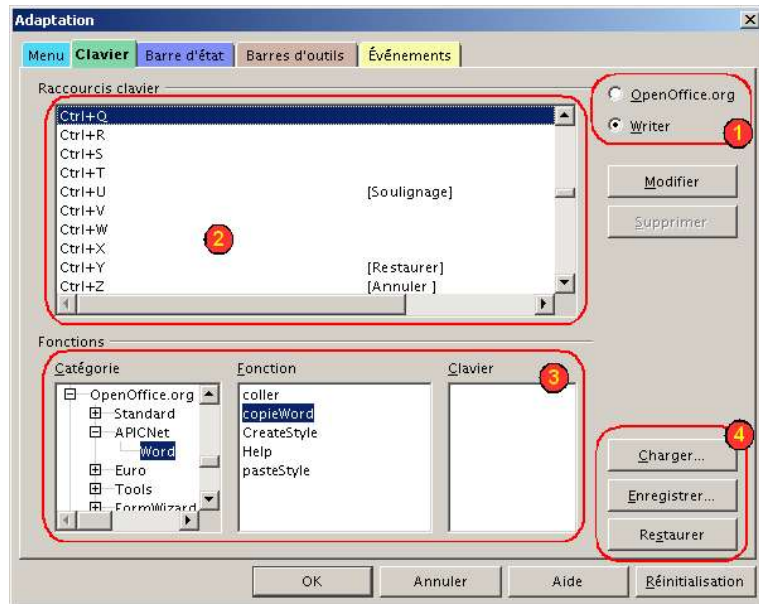 Adaptation
Menu Clavier Barre d'état Barres d'outils Événements
Raccourcis clavier
Ctrl+Q
Ctrl+R
Ctrl+S
Ctrl+T
Ctrl+U [Soulignage]
Ctrl+V
Ctrl+W
Ctrl+X
Ctrl+Y [Restaurer]
Ctrl+Z [Annuler ]
2
OpenOffice.org
Writer
1
Modifier
Supprimer
Fonctions
Catégorie
OpenOffice.org
Standard
APICNet
Word
Euro
Tools
FormWizard
Fonction
coller
copieWord
CreateStyle
Help
pasteStyle
Clavier
3
4
Charger...
Enregistrer...
Restaurer
OK Annuler Aide Réinitialisation